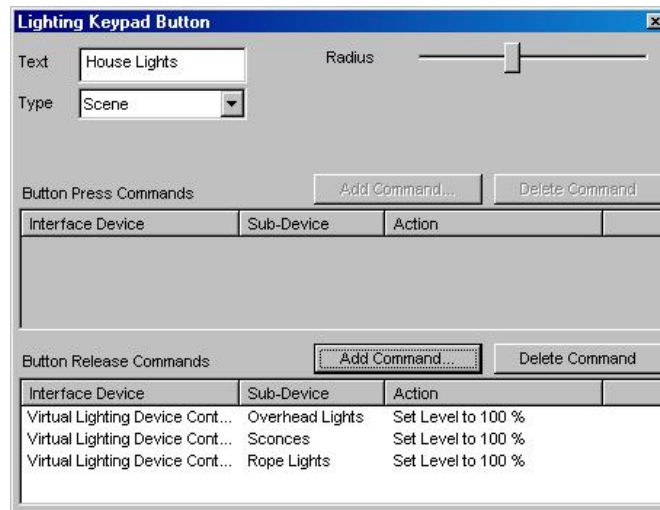 Lighting Keypad Button
Text House Lights Radius
Type Scene
Button Press Commands Add Command... Delete Command
Interface Device Sub-Device Action
Button Release Commands Add Command... Delete Command
Interface Device Sub-Device Action
Virtual Lighting Device Cont... Overhead Lights Set Level to 100 %
Virtual Lighting Device Cont... Sconces Set Level to 100 %
Virtual Lighting Device Cont... Rope Lights Set Level to 100 %